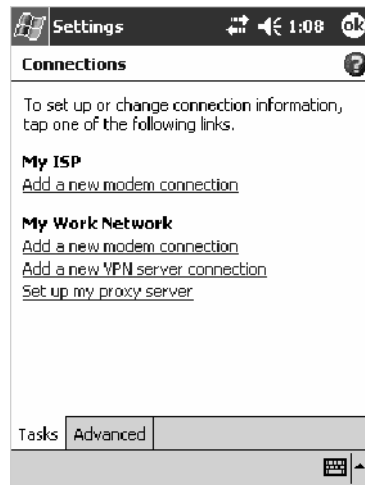 Settings 1:08 ok
Connections ?
To set up or change connection information,
tap one of the following links.
My ISP
Add a new modem connection
My Work Network
Add a new modem connection
Add a new VPN server connection
Set up my proxy server
Tasks Advanced